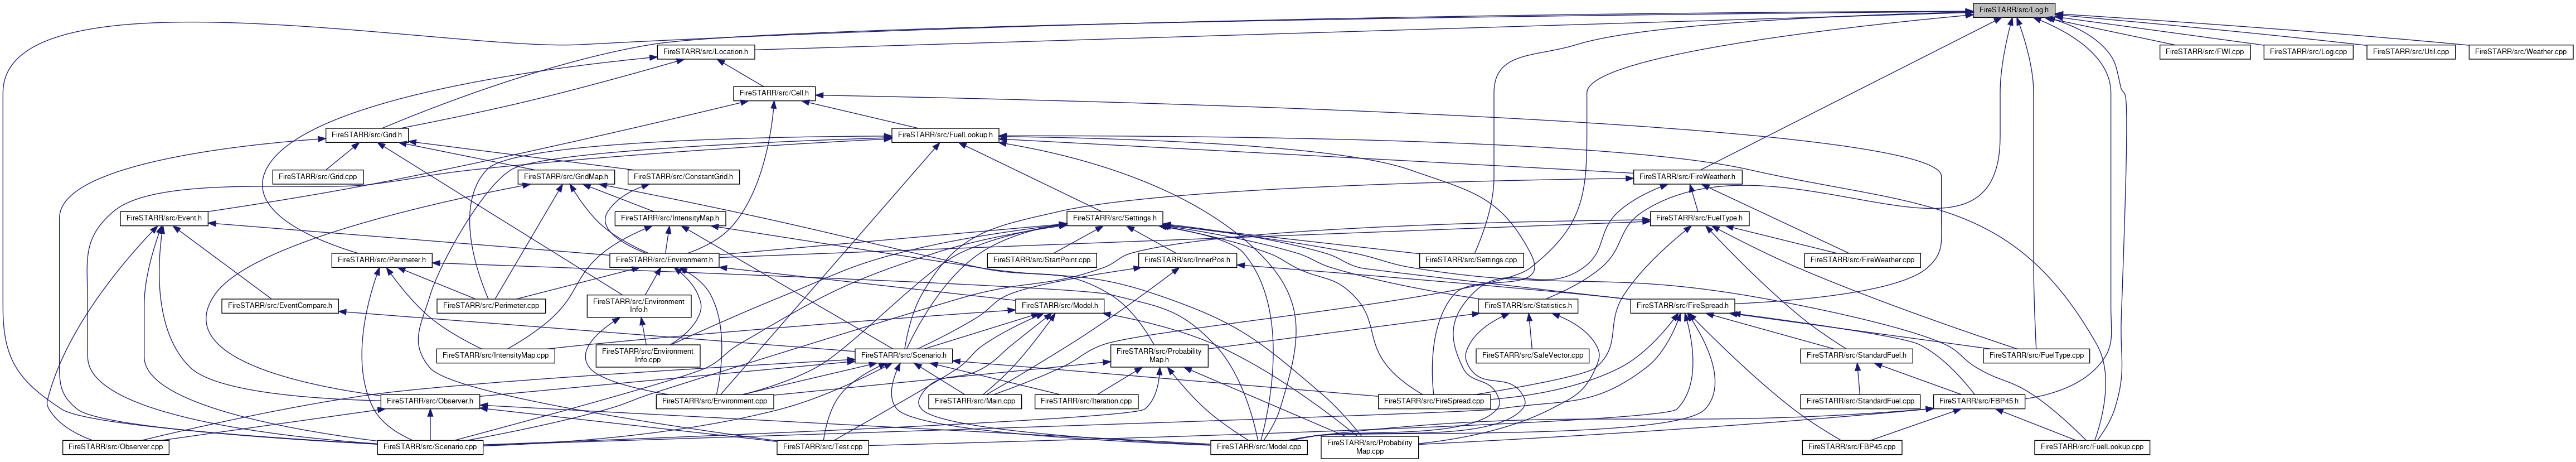 FireSTARR/src/Log.h
FireSTARR/src/Location.h
FireSTARR/src/FWI.cpp
FireSTARR/src/Log.cpp
FireSTARR/src/Util.cpp
FireSTARR/src/Weather.cpp
FireSTARR/src/Cell.h
FireSTARR/src/Grid.h
FireSTARR/src/FuelLookup.h
FireSTARR/src/Grid.cpp
FireSTARR/src/GridMap.h
FireSTARR/src/ConstantGrid.h
FireSTARR/src/FireWeather.h
FireSTARR/src/Event.h
FireSTARR/src/IntensityMap.h
FireSTARR/src/Settings.h
FireSTARR/src/FuelType.h
FireSTARR/src/Perimeter.h
FireSTARR/src/Environment.h
FireSTARR/src/StartPoint.cpp
FireSTARR/src/InnerPos.h
FireSTARR/src/Settings.cpp
FireSTARR/src/FireWeather.cpp
FireSTARR/src/EventCompare.h
FireSTARR/src/Perimeter.cpp
FireSTARR/src/Environment
Info.h
FireSTARR/src/Model.h
FireSTARR/src/Statistics.h
FireSTARR/src/FireSpread.h
FireSTARR/src/IntensityMap.cpp
FireSTARR/src/Environment
Info.cpp
FireSTARR/src/Scenario.h
FireSTARR/src/Probability
Map.h
FireSTARR/src/SafeVector.cpp
FireSTARR/src/StandardFuel.h
FireSTARR/src/FuelType.cpp
FireSTARR/src/Observer.h
FireSTARR/src/Environment.cpp
FireSTARR/src/Main.cpp
FireSTARR/src/Iteration.cpp
FireSTARR/src/FireSpread.cpp
FireSTARR/src/StandardFuel.cpp
FireSTARR/src/FBP45.h
FireSTARR/src/Observer.cpp
FireSTARR/src/Scenario.cpp
FireSTARR/src/Test.cpp
FireSTARR/src/Model.cpp
FireSTARR/src/Probability
Map.cpp
FireSTARR/src/FBP45.cpp
FireSTARR/src/FuelLookup.cpp